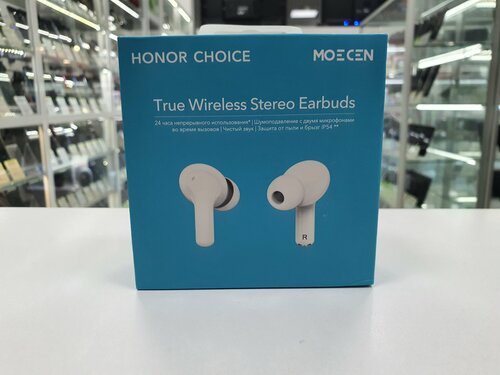 HONOR CHOICE
MOECEN
True Wireless Stereo Earbuds
24 часа непрерывного использования* | Шумоподавление с двумя микрофонами
во время вызовов | Чистый звук | Защита от пыли и брызг IP54 **
R